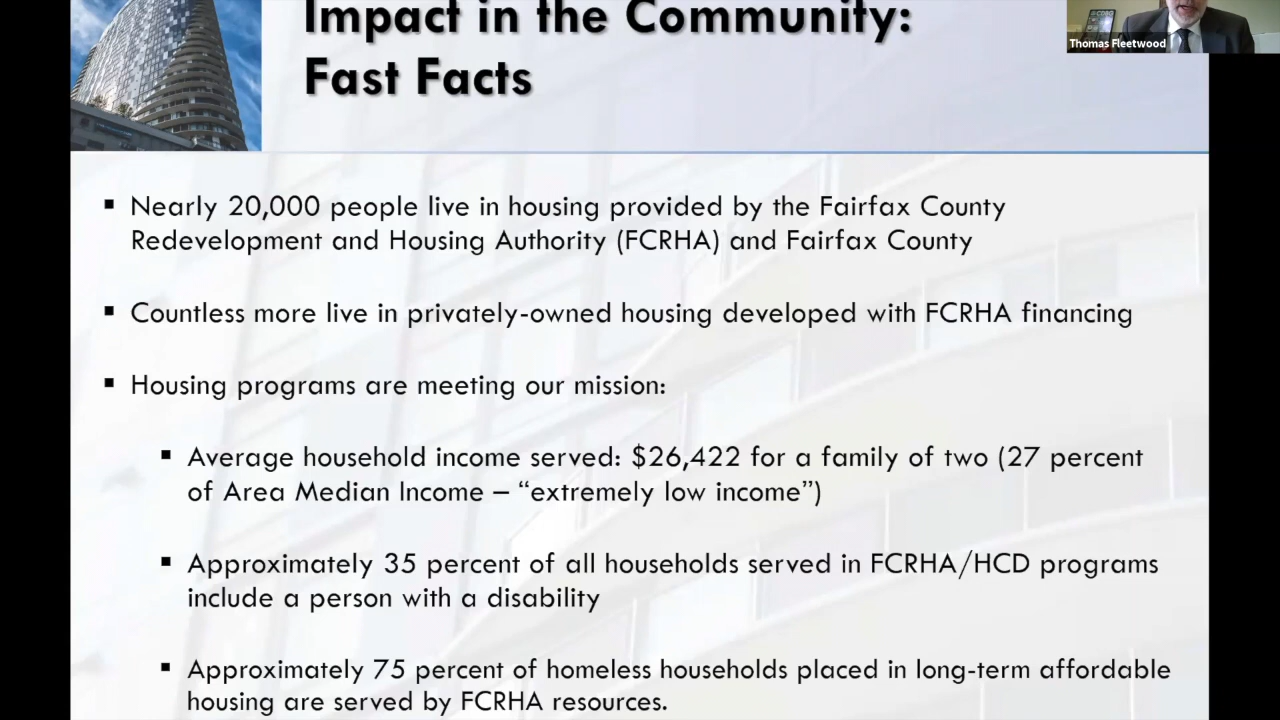 Impact in the Community:
Fast Facts
Thomas Fleetwood
▪ Nearly 20,000 people live in housing provided by the Fairfax County
Redevelopment and Housing Authority (FCRHA) and Fairfax County
▪ Countless more live in privately-owned housing developed with FCRHA financing
▪ Housing programs are meeting our mission:
▪ Average household income served: $26,422 for a family of two (27 percent
of Area Median Income – “extremely low income”)
▪ Approximately 35 percent of all households served in FCRHA/HCD programs
include a person with a disability
▪ Approximately 75 percent of homeless households placed in long-term affordable
housing are served by FCRHA resources.